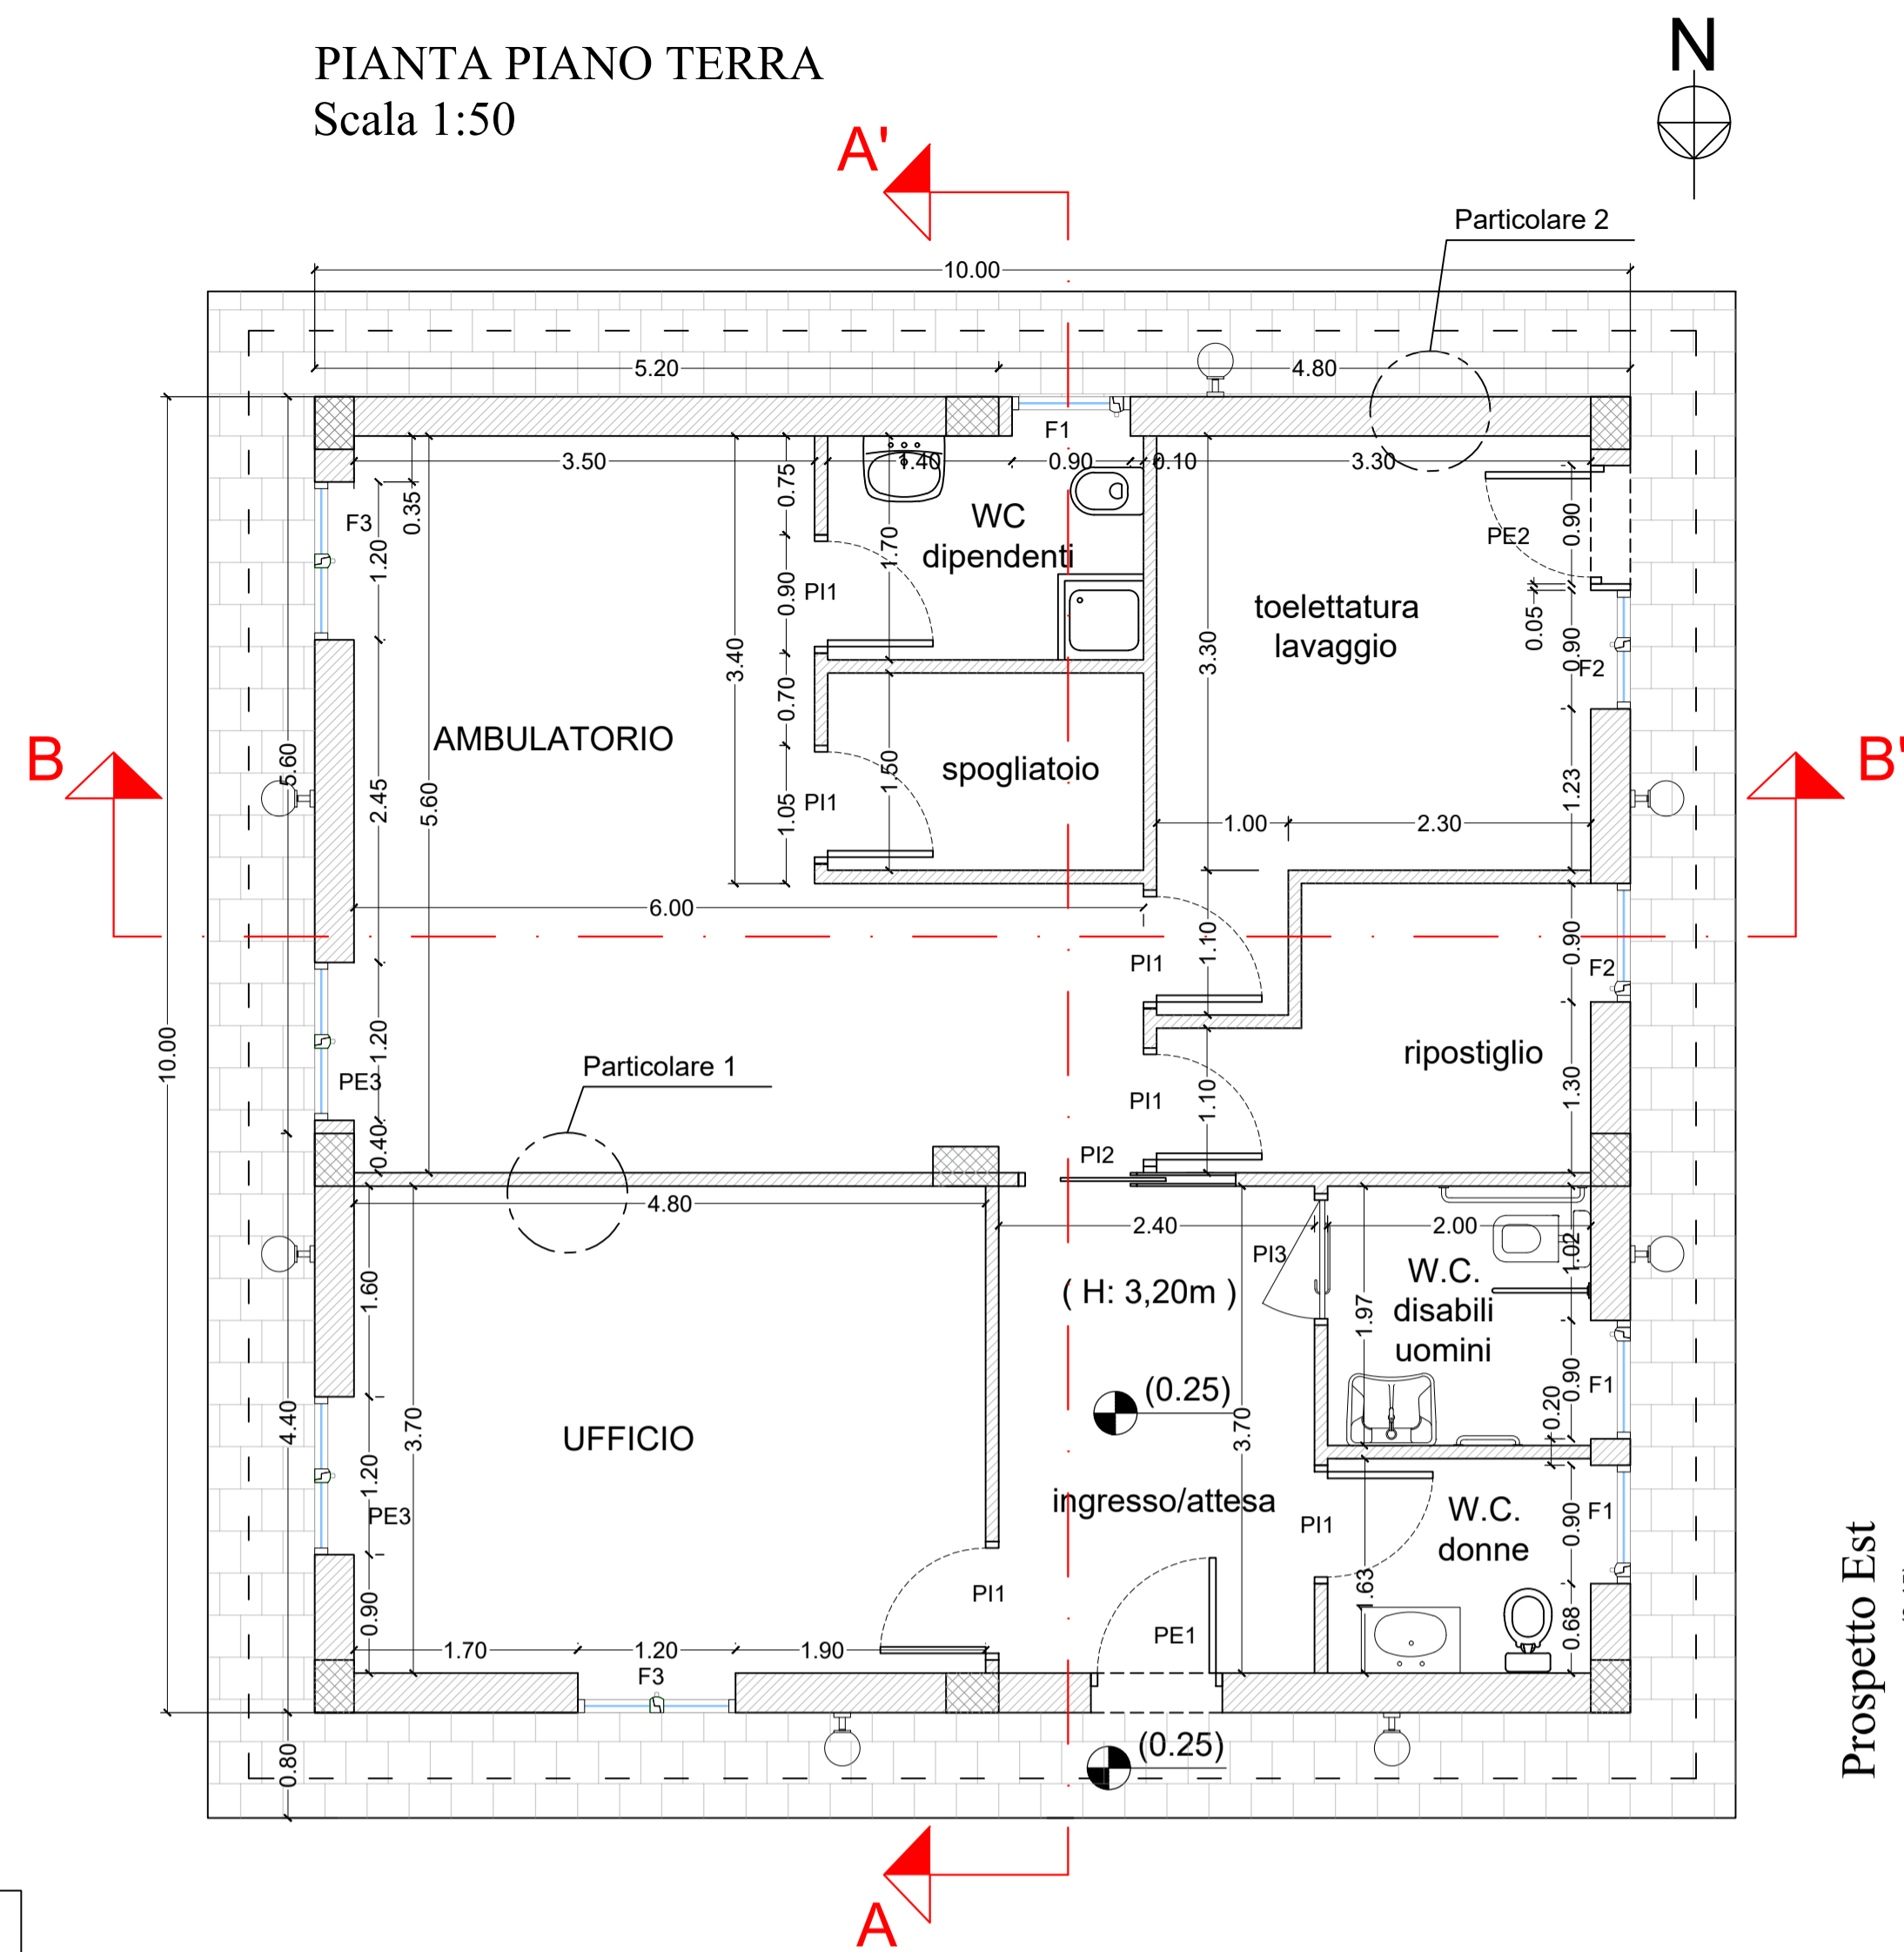 PIANTA PIANO TERRA
Scala 1:50
N
A'
Particolare 2
10.00
5.20
4.80
F1
3.50
1.40
0.90
0.10
3.30
0.75
0.35
F3
1.20
WC
dipendenti
1.70
0.90
PE2
PI1
0.90
toelettatura
lavaggio
0.05
0.90
F2
3.40
3.30
0.70
AMBULATORIO
spogliatoio
B
B'
5.60
2.45
5.60
1.50
PI1
1.05
1.23
1.00
2.30
6.00
1.10
PI1
0.90
F2
10.00
1.20
PE3
Particolare 1
ripostiglio
PI1
1.10
1.30
0.40
PI2
4.80
2.40
2.00
1.02
PI3
1.60
( H: 3,20m )
W.C.
disabili
uomini
1.97
0.90
F1
0.20
(0.25)
4.40
3.70
3.70
UFFICIO
1.20
PE3
ingresso/attesa
PI1
W.C.
donne
0.90
F1
0.90
PI1
1.63
0.68
PE1
1.70
1.20
1.90
F3
(0.25)
0.80
Prospetto Est
A